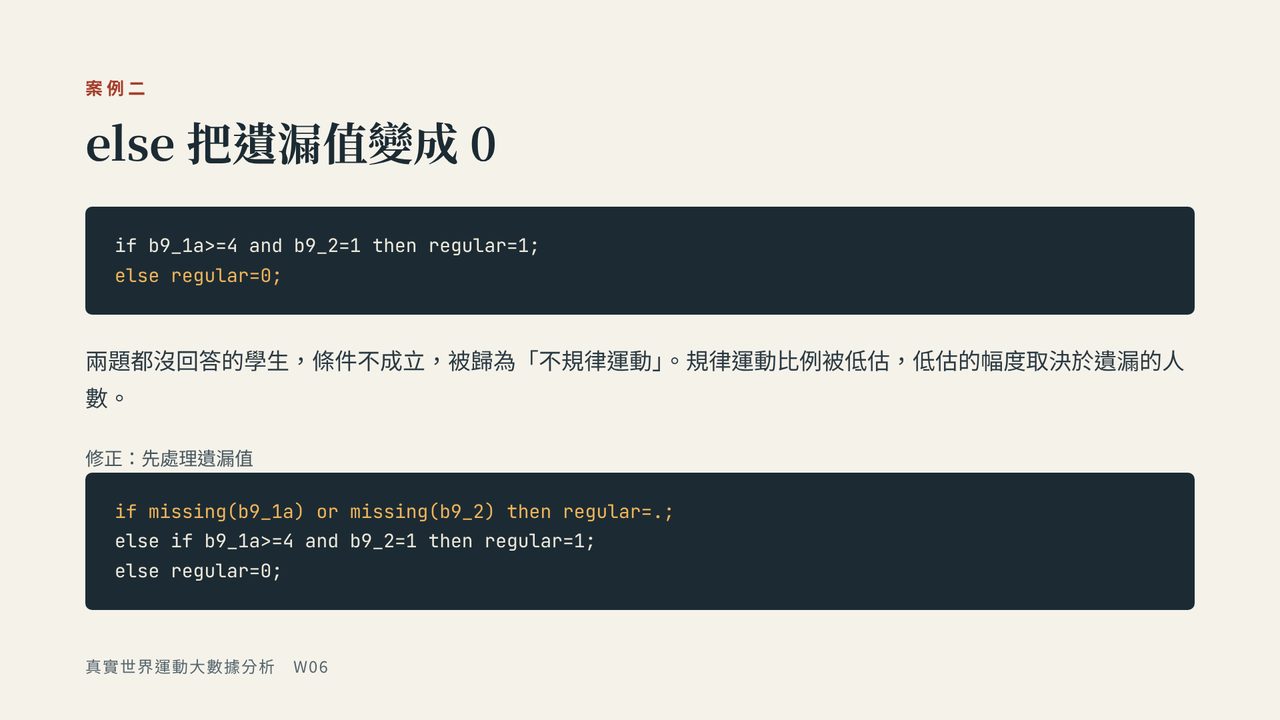 案例二
else 把遺漏值變成 0
if b9_1a>=4 and b9_2=1 then regular=1;
else regular=0;
兩題都沒回答的學生，條件不成立，被歸為「不規律運動」。規律運動比例被低估，低估的幅度取決於遺漏的人
數。
修正：先處理遺漏值
if missing(b9_1a) or missing(b9_2) then regular=.;
else if b9_1a>=4 and b9_2=1 then regular=1;
else regular=0;
真實世界運動大數據分析　W06